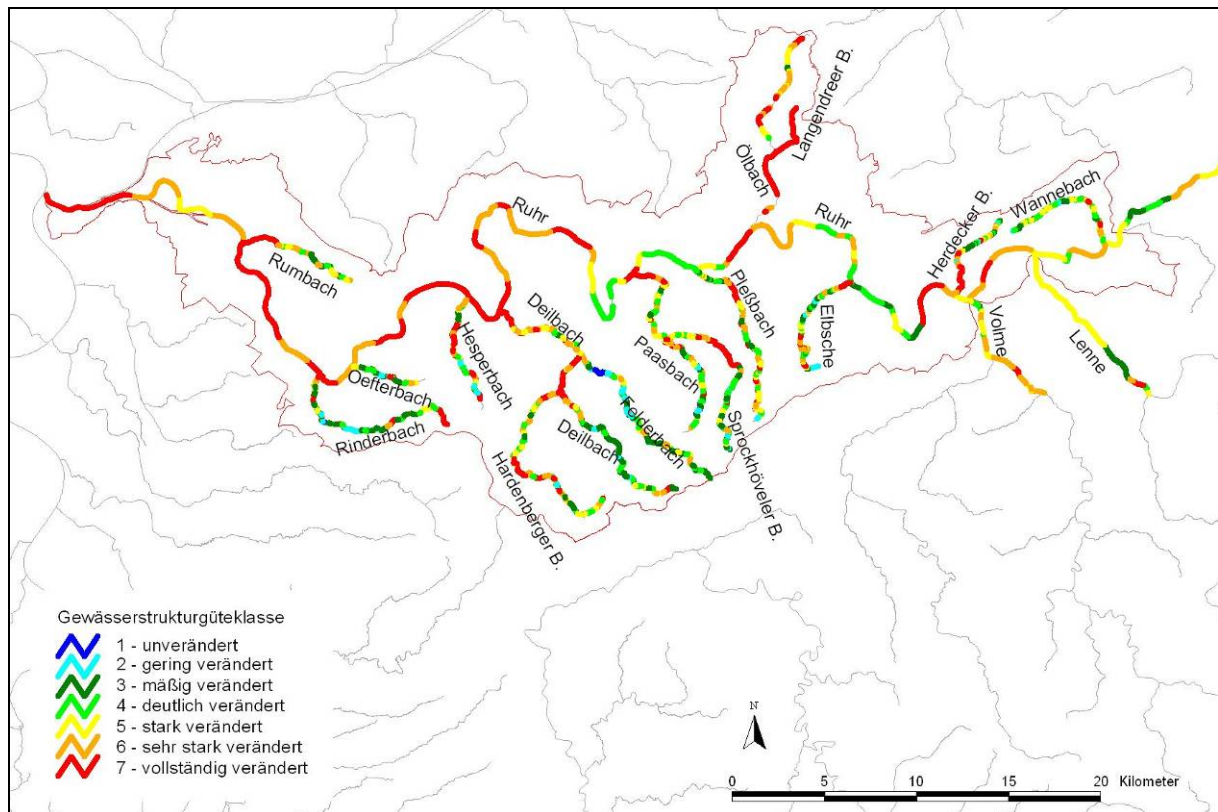 Langendreer B.
Ölbach
Wannebach
Ruhr
Ruhr
Herdecker B.
Rumbach
Pleßbach
Deilbach
Elbsche
Volme
Hesperbach
Paasbach
Lenne
Oefterbach
Felderbach
Rinderbach
Deilbach
Sprockhöveler B.
Hardenberger B.
Gewässerstrukturgüteklasse
1 - unverändert
2 - gering verändert
3 - mäßig verändert
4 - deutlich verändert
5 - stark verändert
6 - sehr stark verändert
7 - vollständig verändert
N
0 5 10 15 20 Kilometer